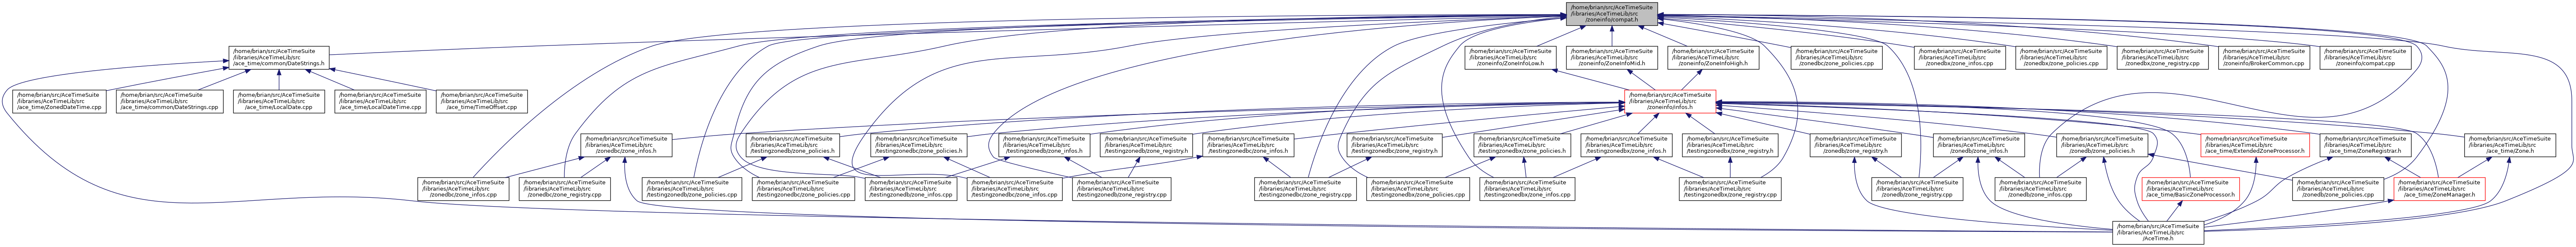 /home/brian/src/AceTimeSuite
/libraries/AceTimeLib/src
/zoneinfo/compat.h
/home/brian/src/AceTimeSuite
/libraries/AceTimeLib/src
/ace_time/common/DateStrings.h
/home/brian/src/AceTimeSuite
/libraries/AceTimeLib/src
/zoneinfo/ZoneInfoLow.h
/home/brian/src/AceTimeSuite
/libraries/AceTimeLib/src
/zoneinfo/ZoneInfoMid.h
/home/brian/src/AceTimeSuite
/libraries/AceTimeLib/src
/zoneinfo/ZoneInfoHigh.h
/home/brian/src/AceTimeSuite
/libraries/AceTimeLib/src
/zonedbc/zone_policies.cpp
/home/brian/src/AceTimeSuite
/libraries/AceTimeLib/src
/zonedbx/zone_infos.cpp
/home/brian/src/AceTimeSuite
/libraries/AceTimeLib/src
/zonedbx/zone_policies.cpp
/home/brian/src/AceTimeSuite
/libraries/AceTimeLib/src
/zonedbx/zone_registry.cpp
/home/brian/src/AceTimeSuite
/libraries/AceTimeLib/src
/zoneinfo/BrokerCommon.cpp
/home/brian/src/AceTimeSuite
/libraries/AceTimeLib/src
/zoneinfo/compat.cpp
/home/brian/src/AceTimeSuite
/libraries/AceTimeLib/src
/ace_time/ZonedDateTime.cpp
/home/brian/src/AceTimeSuite
/libraries/AceTimeLib/src
/ace_time/common/DateStrings.cpp
/home/brian/src/AceTimeSuite
/libraries/AceTimeLib/src
/ace_time/LocalDate.cpp
/home/brian/src/AceTimeSuite
/libraries/AceTimeLib/src
/ace_time/LocalDateTime.cpp
/home/brian/src/AceTimeSuite
/libraries/AceTimeLib/src
/ace_time/TimeOffset.cpp
/home/brian/src/AceTimeSuite
/libraries/AceTimeLib/src
/zoneinfo/infos.h
/home/brian/src/AceTimeSuite
/libraries/AceTimeLib/src
/zonedbc/zone_infos.h
/home/brian/src/AceTimeSuite
/libraries/AceTimeLib/src
/testingzonedb/zone_policies.h
/home/brian/src/AceTimeSuite
/libraries/AceTimeLib/src
/testingzonedbc/zone_policies.h
/home/brian/src/AceTimeSuite
/libraries/AceTimeLib/src
/testingzonedb/zone_infos.h
/home/brian/src/AceTimeSuite
/libraries/AceTimeLib/src
/testingzonedb/zone_registry.h
/home/brian/src/AceTimeSuite
/libraries/AceTimeLib/src
/testingzonedbc/zone_infos.h
/home/brian/src/AceTimeSuite
/libraries/AceTimeLib/src
/testingzonedbc/zone_registry.h
/home/brian/src/AceTimeSuite
/libraries/AceTimeLib/src
/testingzonedbx/zone_policies.h
/home/brian/src/AceTimeSuite
/libraries/AceTimeLib/src
/testingzonedbx/zone_infos.h
/home/brian/src/AceTimeSuite
/libraries/AceTimeLib/src
/testingzonedbx/zone_registry.h
/home/brian/src/AceTimeSuite
/libraries/AceTimeLib/src
/zonedb/zone_registry.h
/home/brian/src/AceTimeSuite
/libraries/AceTimeLib/src
/zonedb/zone_infos.h
/home/brian/src/AceTimeSuite
/libraries/AceTimeLib/src
/zonedb/zone_policies.h
/home/brian/src/AceTimeSuite
/libraries/AceTimeLib/src
/ace_time/ExtendedZoneProcessor.h
/home/brian/src/AceTimeSuite
/libraries/AceTimeLib/src
/ace_time/ZoneRegistrar.h
/home/brian/src/AceTimeSuite
/libraries/AceTimeLib/src
/ace_time/Zone.h
/home/brian/src/AceTimeSuite
/libraries/AceTimeLib/src
/zonedbc/zone_infos.cpp
/home/brian/src/AceTimeSuite
/libraries/AceTimeLib/src
/zonedbc/zone_registry.cpp
/home/brian/src/AceTimeSuite
/libraries/AceTimeLib/src
/testingzonedb/zone_policies.cpp
/home/brian/src/AceTimeSuite
/libraries/AceTimeLib/src
/testingzonedbc/zone_policies.cpp
/home/brian/src/AceTimeSuite
/libraries/AceTimeLib/src
/testingzonedb/zone_infos.cpp
/home/brian/src/AceTimeSuite
/libraries/AceTimeLib/src
/testingzonedbc/zone_infos.cpp
/home/brian/src/AceTimeSuite
/libraries/AceTimeLib/src
/testingzonedb/zone_registry.cpp
/home/brian/src/AceTimeSuite
/libraries/AceTimeLib/src
/testingzonedbc/zone_registry.cpp
/home/brian/src/AceTimeSuite
/libraries/AceTimeLib/src
/testingzonedbx/zone_policies.cpp
/home/brian/src/AceTimeSuite
/libraries/AceTimeLib/src
/testingzonedbx/zone_infos.cpp
/home/brian/src/AceTimeSuite
/libraries/AceTimeLib/src
/testingzonedbx/zone_registry.cpp
/home/brian/src/AceTimeSuite
/libraries/AceTimeLib/src
/zonedb/zone_registry.cpp
/home/brian/src/AceTimeSuite
/libraries/AceTimeLib/src
/zonedb/zone_infos.cpp
/home/brian/src/AceTimeSuite
/libraries/AceTimeLib/src
/ace_time/BasicZoneProcessor.h
/home/brian/src/AceTimeSuite
/libraries/AceTimeLib/src
/zonedb/zone_policies.cpp
/home/brian/src/AceTimeSuite
/libraries/AceTimeLib/src
/ace_time/ZoneManager.h
/home/brian/src/AceTimeSuite
/libraries/AceTimeLib/src
/AceTime.h